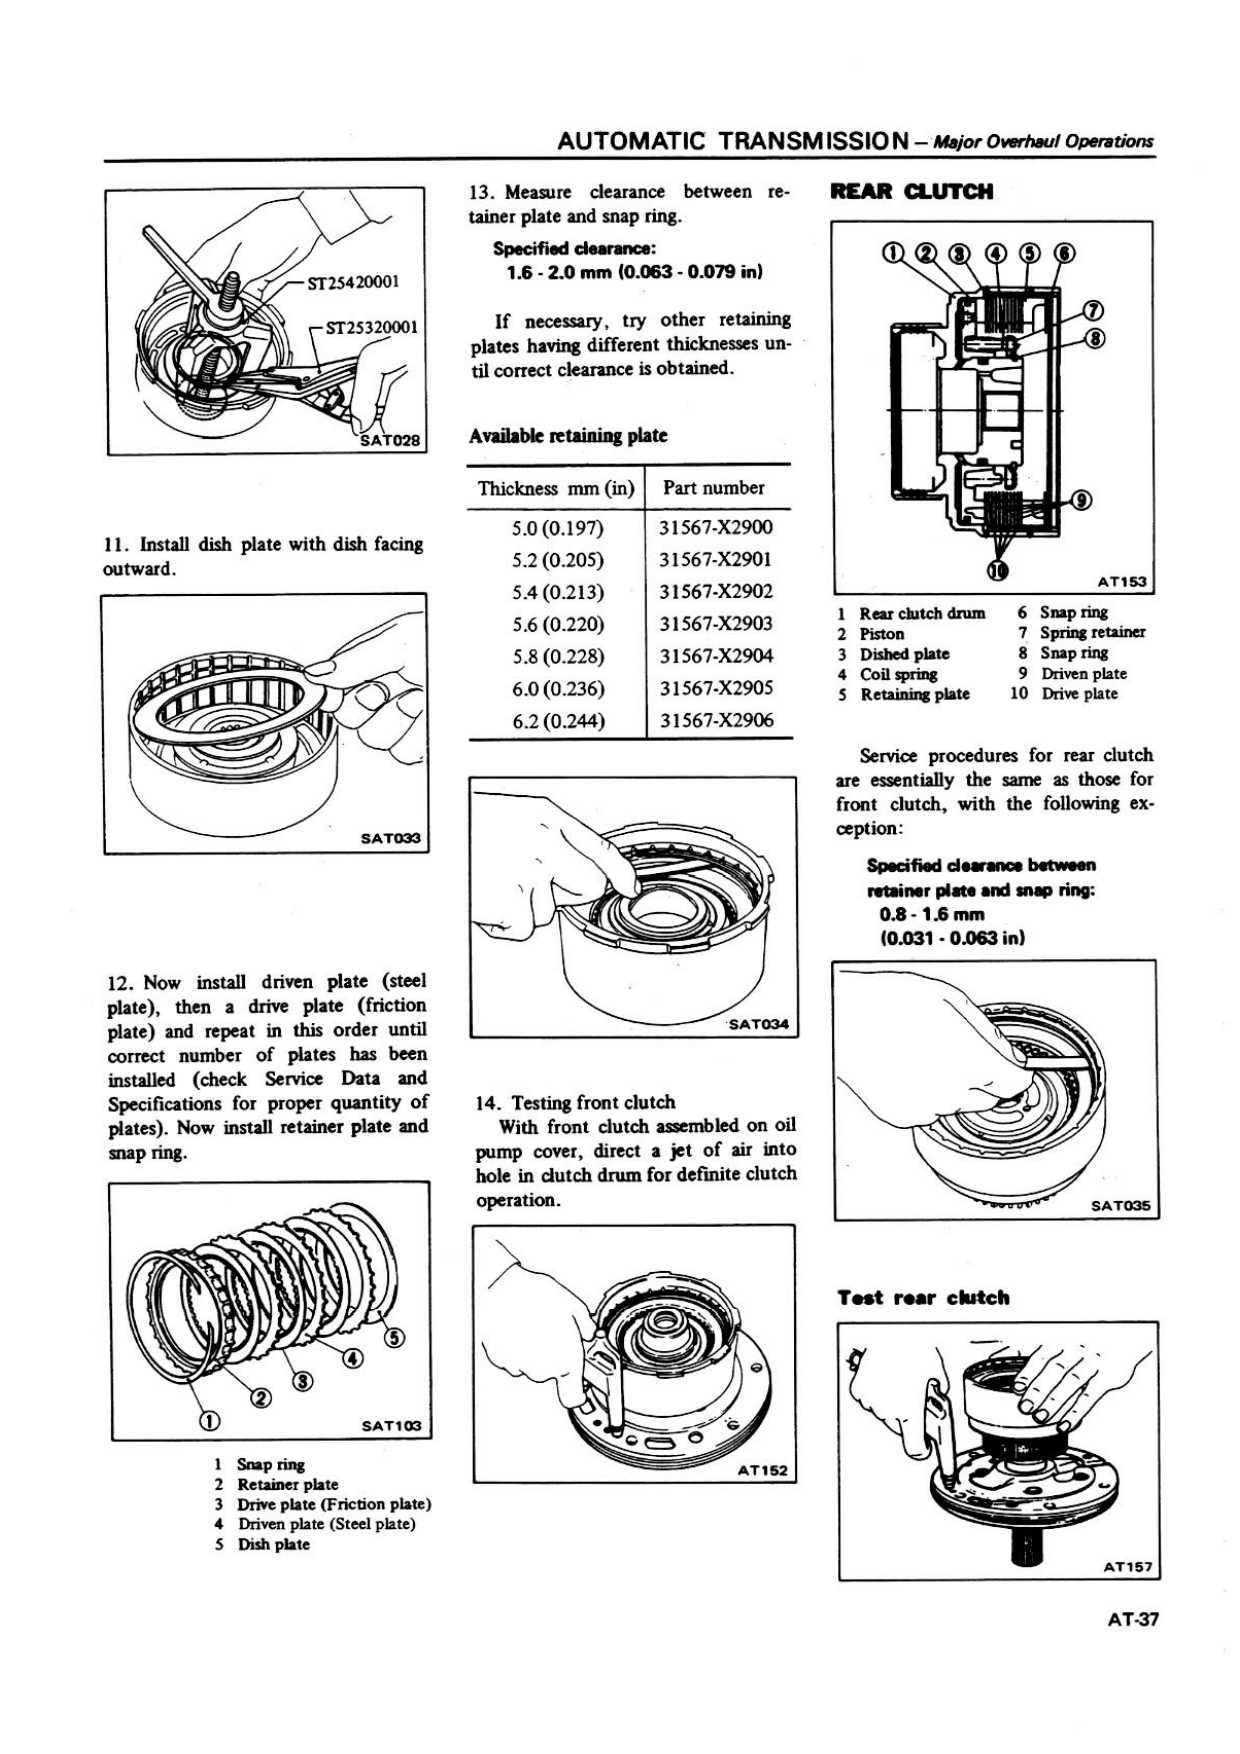 AUTOMATIC TRANSMISSION – Major Overhaul Operations
ST25420001
ST25320001
SAT028
11. Install dish plate with dish facing
outward.
SAT033
12. Now install driven plate (steel
plate), then a drive plate (friction
plate) and repeat in this order until
correct number of plates has been
installed (check Service Data and
Specifications for proper quantity of
plates). Now install retainer plate and
snap ring.
5
4
3
2
1
SAT103
1 Snap ring
2 Retainer plate
3 Drive plate (Friction plate)
4 Driven plate (Steel plate)
5 Dish plate
13. Measure clearance between re-
tainer plate and snap ring.
Specified clearance:
1.6 - 2.0 mm (0.063 - 0.079 in)
If necessary, try other retaining
plates having different thicknesses un-
til correct clearance is obtained.
Available retaining plate
Thickness mm (in) Part number
5.0 (0.197) 31567-X2900
5.2 (0.205) 31567-X2901
5.4 (0.213) 31567-X2902
5.6 (0.220) 31567-X2903
5.8 (0.228) 31567-X2904
6.0 (0.236) 31567-X2905
6.2 (0.244) 31567-X2906
SAT034
14. Testing front clutch
With front clutch assembled on oil
pump cover, direct a jet of air into
hole in clutch drum for definite clutch
operation.
AT152
REAR CLUTCH
1 2 3 4 5 6
7
8
9
10
AT153
1 Rear clutch drum 6 Snap ring
2 Piston 7 Spring retainer
3 Dished plate 8 Snap ring
4 Coil spring 9 Driven plate
5 Retaining plate 10 Drive plate
Service procedures for rear clutch
are essentially the same as those for
front clutch, with the following ex-
ception:
Specified clearance between
retainer plate and snap ring:
0.8 - 1.6 mm
(0.031 - 0.063 in)
SAT035
Test rear clutch
AT157
AT-37